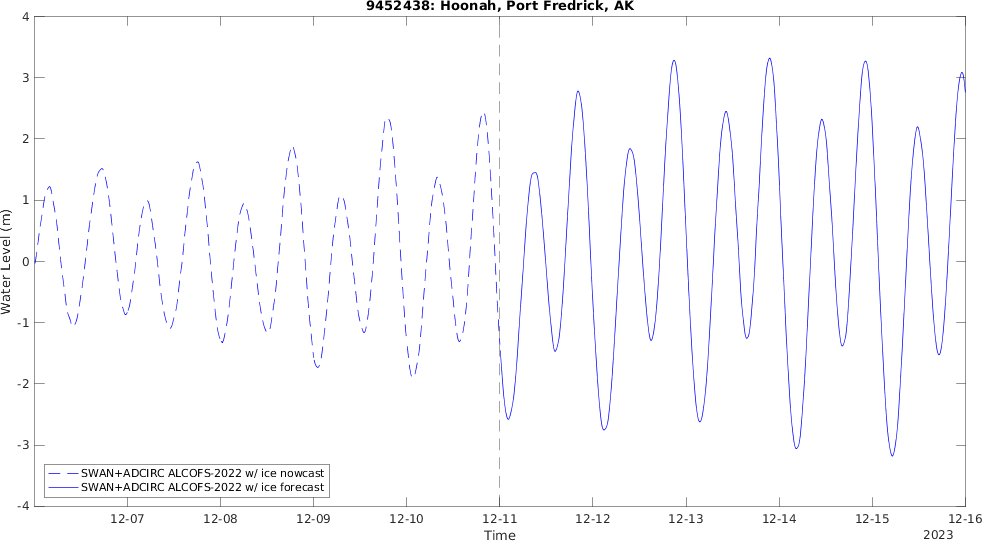 9452438: Hoonah, Port Fredrick, AK
4
3
2
1
0
-1
-2
-3
-4
Water Level (m)
SWAN+ADCIRC ALCOFS-2022 w/ ice nowcast
SWAN+ADCIRC ALCOFS-2022 w/ ice forecast
12-07 12-08 12-09 12-10 12-11 12-12 12-13 12-14 12-15 12-16
Time
2023